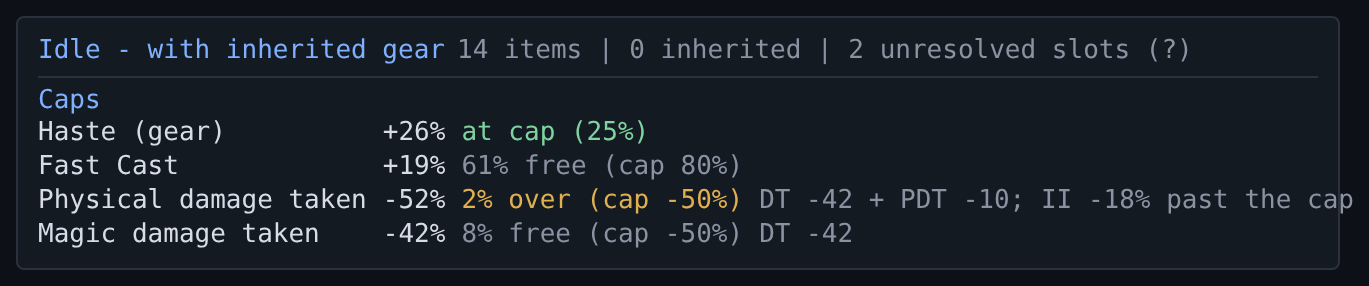 Idle - with inherited gear 14 items | 0 inherited | 2 unresolved slots (?)
Caps
Haste (gear) +26% at cap (25%)
Fast Cast +19% 61% free (cap 80%)
Physical damage taken -52% 2% over (cap -50%) DT -42 + PDT -10; II -18% past the cap
Magic damage taken -42% 8% free (cap -50%) DT -42